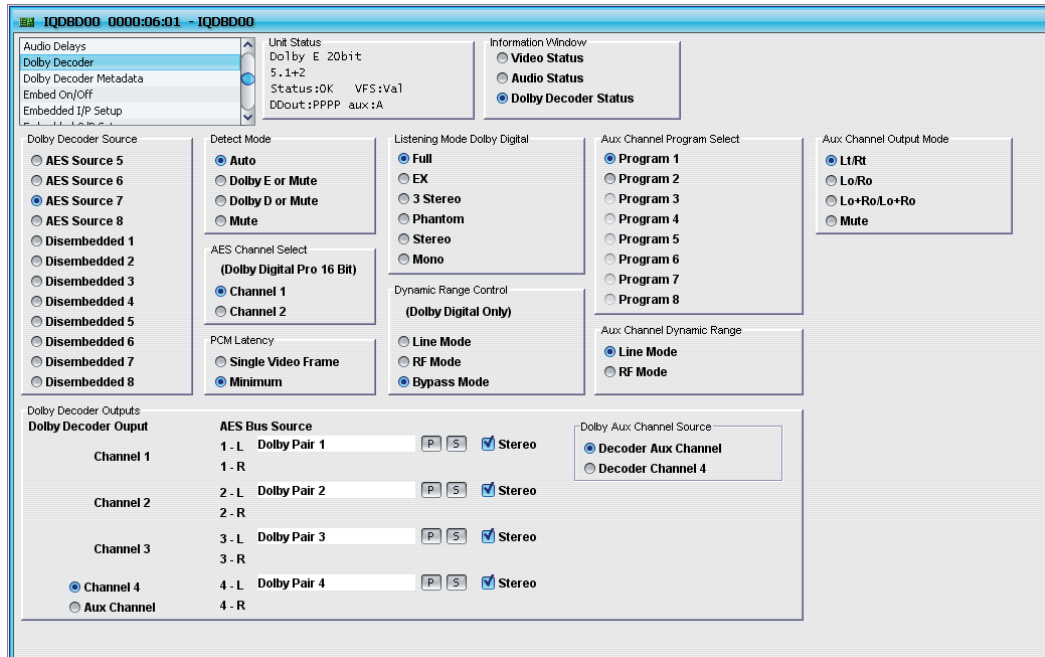 IQDBD00 0000:06:01 - IQDBD00
Audio Delays
Dolby Decoder
Dolby Decoder Metadata
Embed On/Off
Embedded I/P Setup
Unit Status
Dolby E 20bit
5.1+2
Status:OK VFS:Val
DDout:PPPP aux:A
Information Window
Video Status
Audio Status
Dolby Decoder Status
Dolby Decoder Source
AES Source 5
AES Source 6
AES Source 7
AES Source 8
Disembedded 1
Disembedded 2
Disembedded 3
Disembedded 4
Disembedded 5
Disembedded 6
Disembedded 7
Disembedded 8
Detect Mode
Auto
Dolby E or Mute
Dolby D or Mute
Mute
AES Channel Select
(Dolby Digital Pro 16 Bit)
Channel 1
Channel 2
PCM Latency
Single Video Frame
Minimum
Listening Mode Dolby Digital
Full
EX
3 Stereo
Phantom
Stereo
Mono
Dynamic Range Control
(Dolby Digital Only)
Line Mode
RF Mode
Bypass Mode
Aux Channel Program Select
Program 1
Program 2
Program 3
Program 4
Program 5
Program 6
Program 7
Program 8
Aux Channel Dynamic Range
Line Mode
RF Mode
Aux Channel Output Mode
Lt/Rt
Lo/Ro
Lo+Ro/Lo+Ro
Mute
Dolby Decoder Outputs
Dolby Decoder Ouput AES Bus Source
Channel 1
1 - L Dolby Pair 1 P S Stereo
1 - R
Channel 2
2 - L Dolby Pair 2 P S Stereo
2 - R
Channel 3
3 - L Dolby Pair 3 P S Stereo
3 - R
Channel 4
Aux Channel
4 - L Dolby Pair 4 P S Stereo
4 - R
Dolby Aux Channel Source
Decoder Aux Channel
Decoder Channel 4